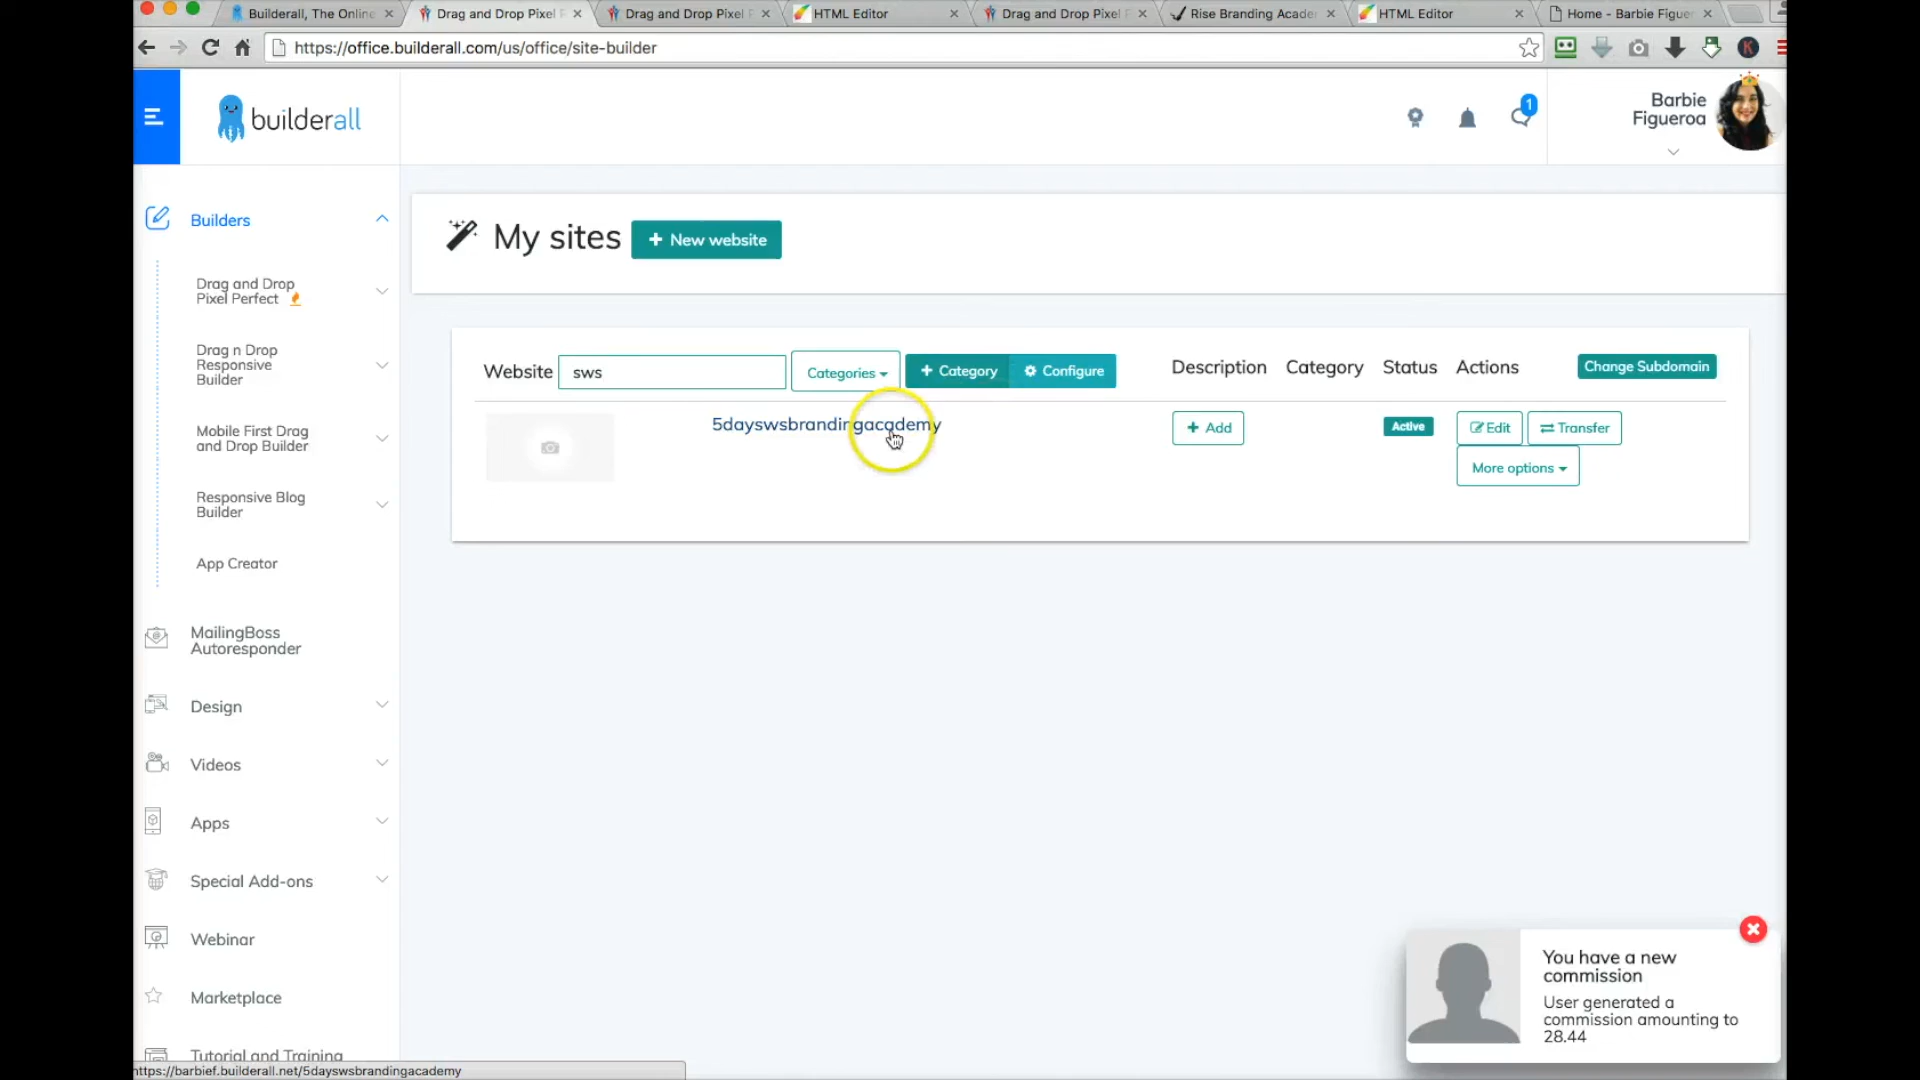 Builderall, The Online
Drag and Drop Pixel P
Drag and Drop Pixel F
HTML Editor
Drag and Drop Pixel F
Rise Branding Acader
HTML Editor
Home - Barbie Figuer
https://office.builderall.com/us/office/site-builder
K
builderall
1
Barbie
Figueroa
Builders
Drag and Drop
Pixel Perfect
Drag n Drop
Responsive
Builder
Mobile First Drag
and Drop Builder
Responsive Blog
Builder
App Creator
MailingBoss
Autoresponder
Design
Videos
Apps
Special Add-ons
Webinar
Marketplace
Tutorial and Training
My sites
+ New website
Website
sws
Categories
+ Category
Configure
Description
Category
Status
Actions
Change Subdomain
5dayswsbrandingacademy
+ Add
Active
Edit
Transfer
More options
You have a new
commission
User generated a
commission amounting to
28.44
https://barbief.builderall.net/5dayswsbrandingacademy